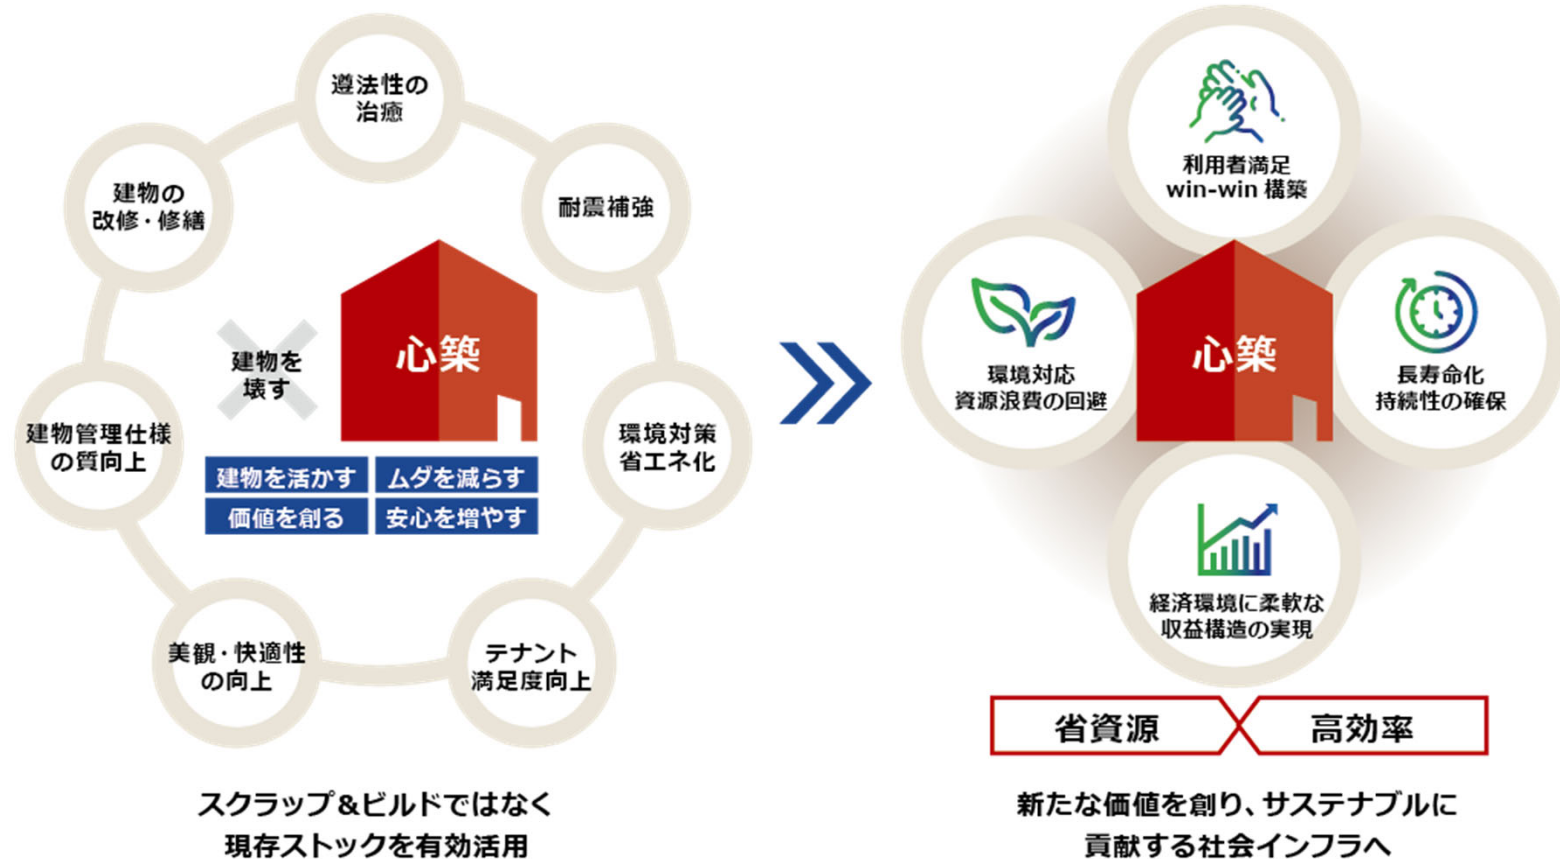 遵法性の
治癒
建物の
改修・修繕
耐震補強
建物を
壊す
心築
建物管理仕様
の質向上
環境対策
省エネ化
建物を活かす
ムダを減らす
価値を創る
安心を増やす
美観・快適性
の向上
テナント
満足度向上
スクラップ&ビルドではなく
現存ストックを有効活用
利用者満足
win-win 構築
環境対応
資源浪費の回避
心築
長寿命化
持続性の確保
経済環境に柔軟な
収益構造の実現
省資源
高効率
新たな価値を創り、サステナブルに
貢献する社会インフラへ